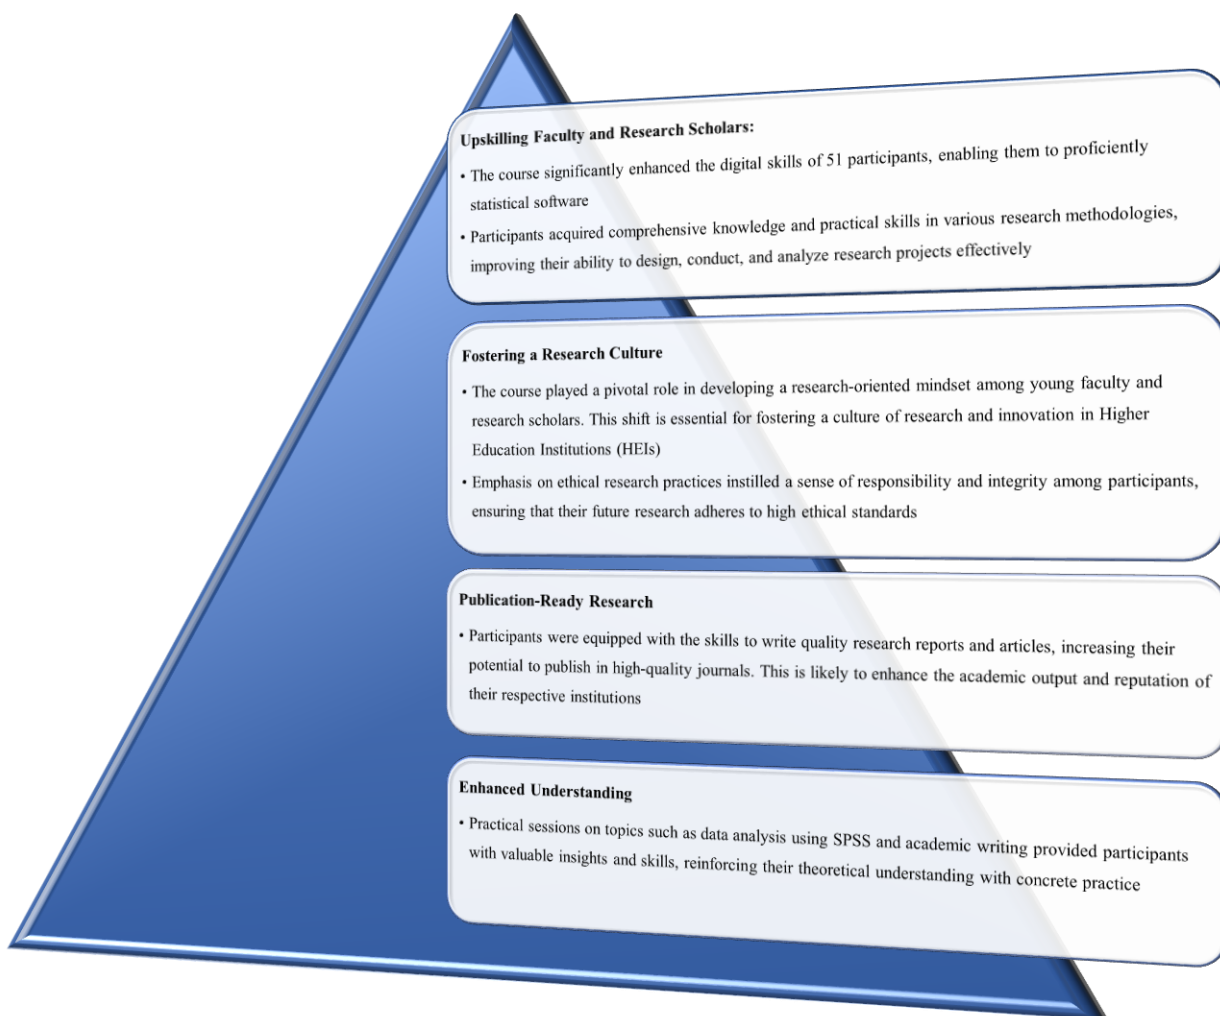 Upskilling Faculty and Research Scholars:
• The course significantly enhanced the digital skills of 51 participants, enabling them to proficiently
statistical software
• Participants acquired comprehensive knowledge and practical skills in various research methodologies,
improving their ability to design, conduct, and analyze research projects effectively
Fostering a Research Culture
• The course played a pivotal role in developing a research-oriented mindset among young faculty and
research scholars. This shift is essential for fostering a culture of research and innovation in Higher
Education Institutions (HEIs)
• Emphasis on ethical research practices instilled a sense of responsibility and integrity among participants,
ensuring that their future research adheres to high ethical standards
Publication-Ready Research
• Participants were equipped with the skills to write quality research reports and articles, increasing their
potential to publish in high-quality journals. This is likely to enhance the academic output and reputation of
their respective institutions
Enhanced Understanding
• Practical sessions on topics such as data analysis using SPSS and academic writing provided participants
with valuable insights and skills, reinforcing their theoretical understanding with concrete practice